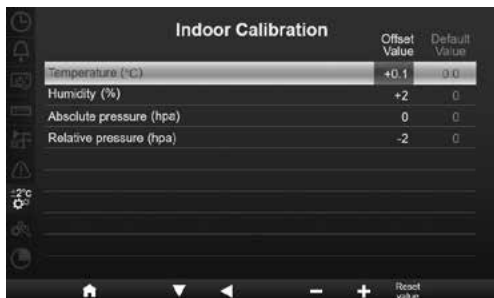 Indoor Calibration
Offset Value
Default Value
Temperature (°C) +0.1 0.0
Humidity (%) +2 0
Absolute pressure (hpa) 0 0
Relative pressure (hpa) -2 0
±2°C
Reset value